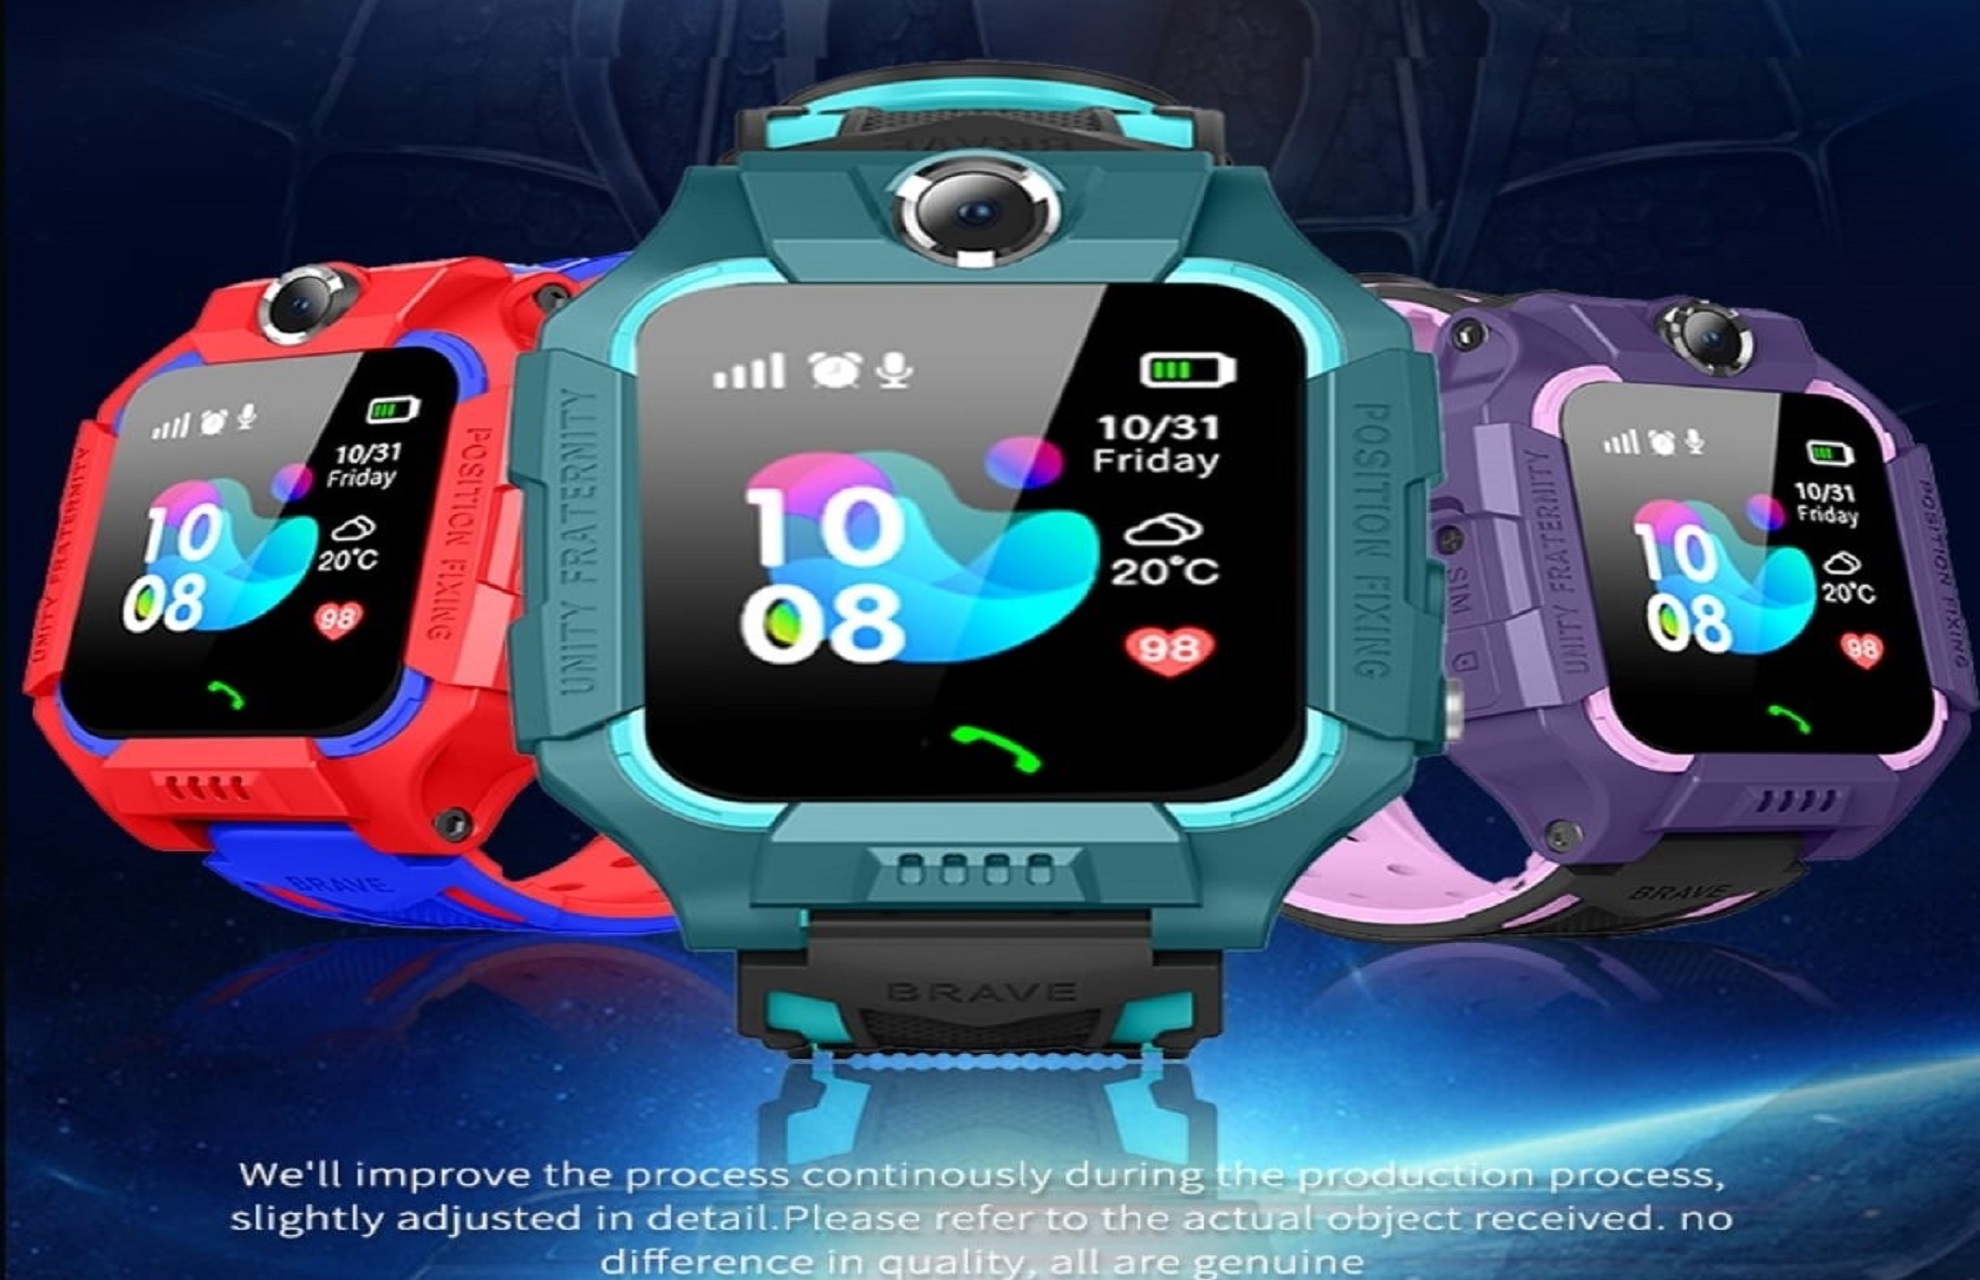 10/31
Friday
10
08
20°C
98
UNITY FRATERNITY
POSITION FIXING
BRAVE
10/31
Friday
10
08
20°C
98
UNITY FRATERNITY
POSITION FIXING
BRAVE
10/31
Friday
10
08
20°C
98
SIM
UNITY FRATERNITY
POSITION FIXING
BRAVE
We'll improve the process continously during the production process,
slightly adjusted in detail.Please refer to the actual object received. no
difference in quality, all are genuine